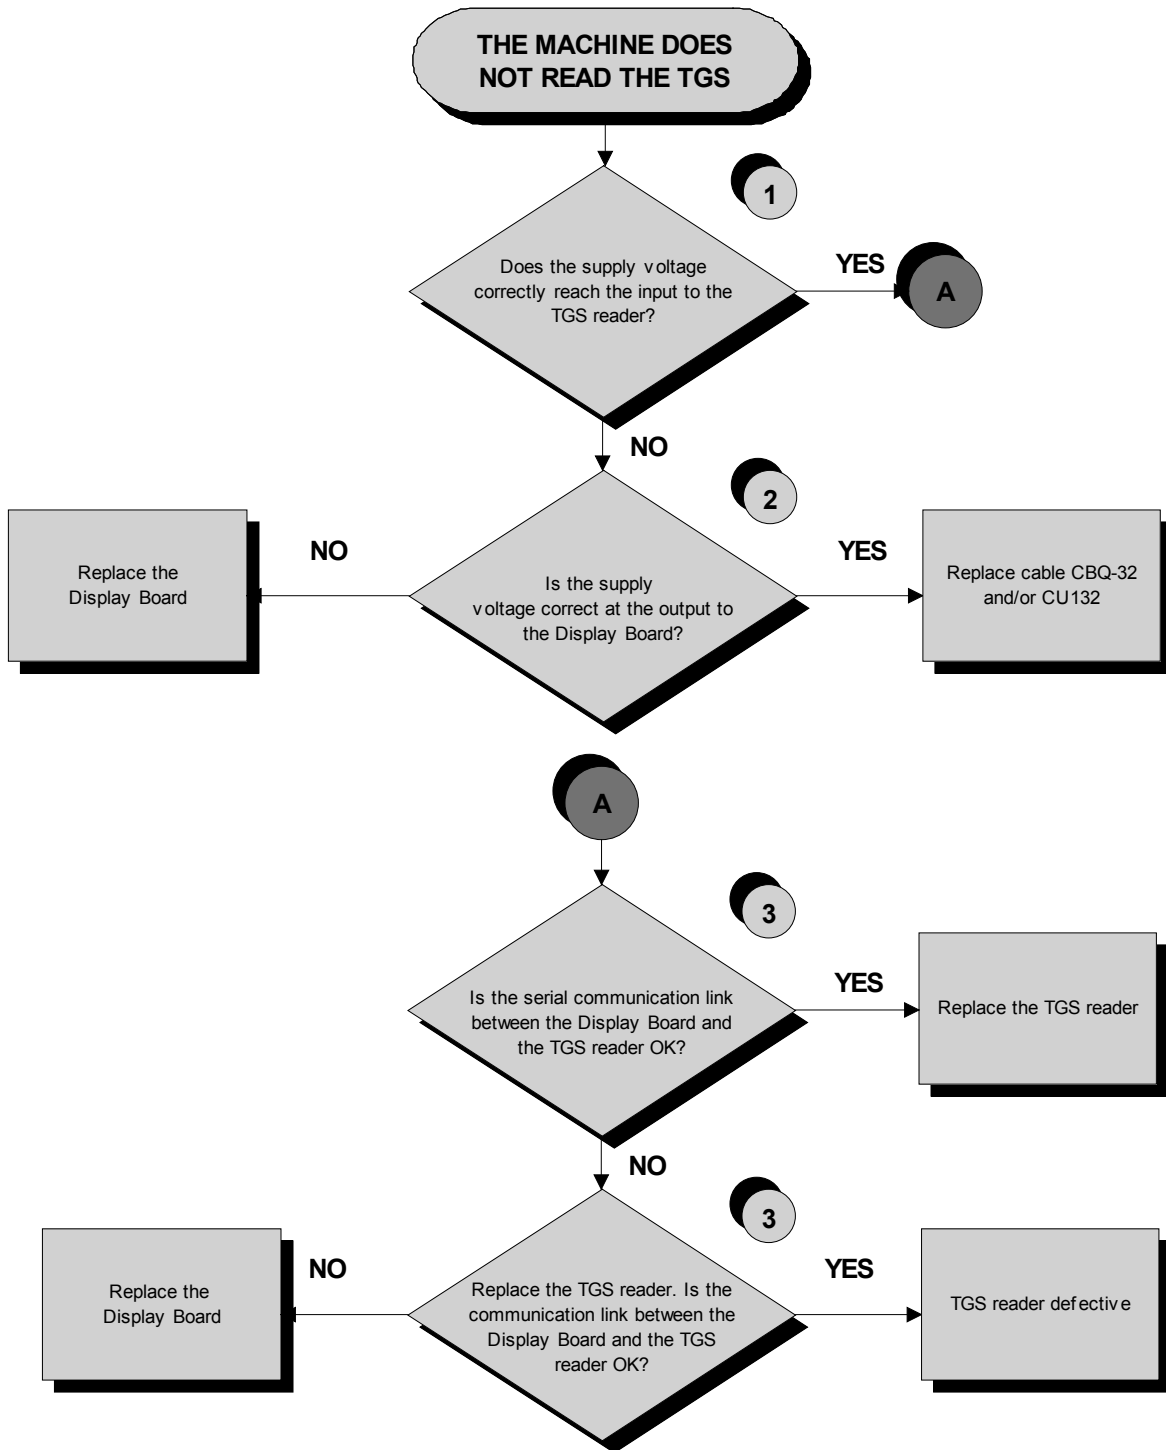 THE MACHINE DOES
NOT READ THE TGS
1
Does the supply voltage
correctly reach the input to the
TGS reader?
YES
A
NO
2
Replace the
Display Board
NO
Is the supply
voltage correct at the output to
the Display Board?
YES
Replace cable CBQ-32
and/or CU132
A
3
Is the serial communication link
between the Display Board and
the TGS reader OK?
YES
Replace the TGS reader
NO
3
Replace the
Display Board
NO
Replace the TGS reader. Is the
communication link between the
Display Board and the TGS
reader OK?
YES
TGS reader defective